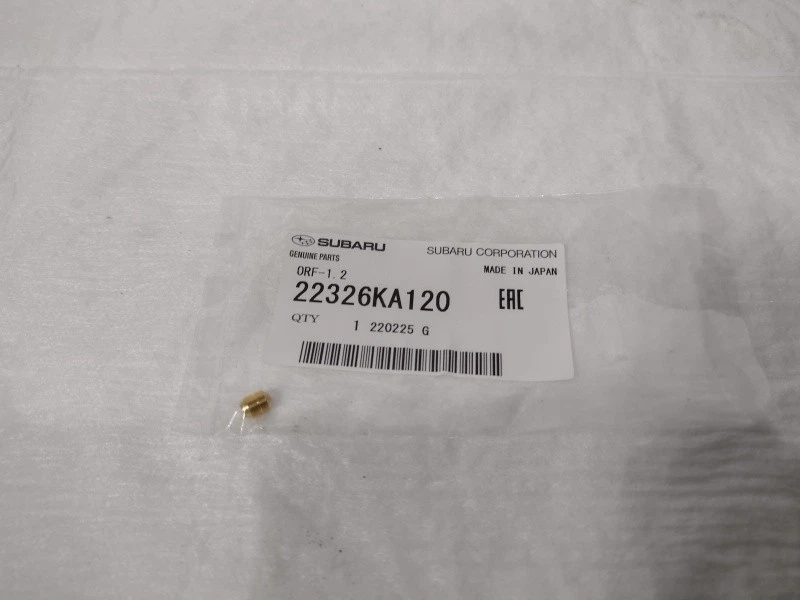 SUBARU SUBARU CORPORATION
GENUINE PARTS MADE IN JAPAN
ORF-1.2
22326KA120 EAC
QTY 1 220225 G